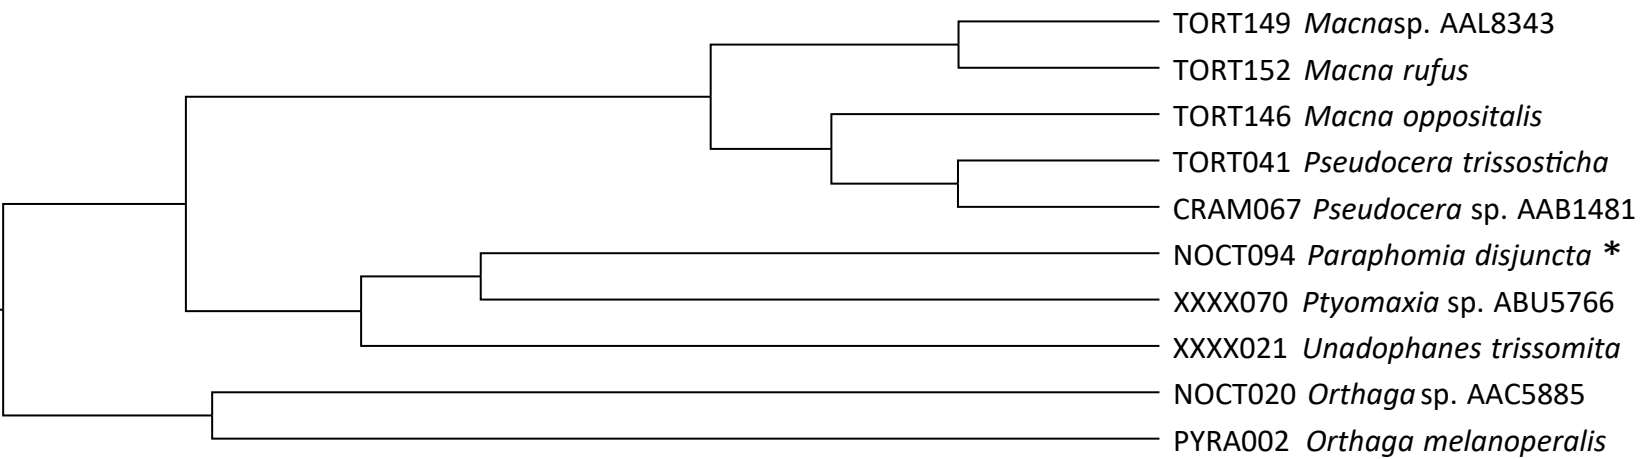 TORT149 Macnasp. AAL8343
TORT152 Macna rufus
TORT146 Macna oppositalis
TORT041 Pseudocera trissosticha
CRAM067 Pseudocera sp. AAB1481
NOCT094 Paraphomia disjuncta *
XXXX070 Ptyomaxia sp. ABU5766
XXXX021 Unadophanes trissomita
NOCT020 Orthaga sp. AAC5885
PYRA002 Orthaga melanoperalis